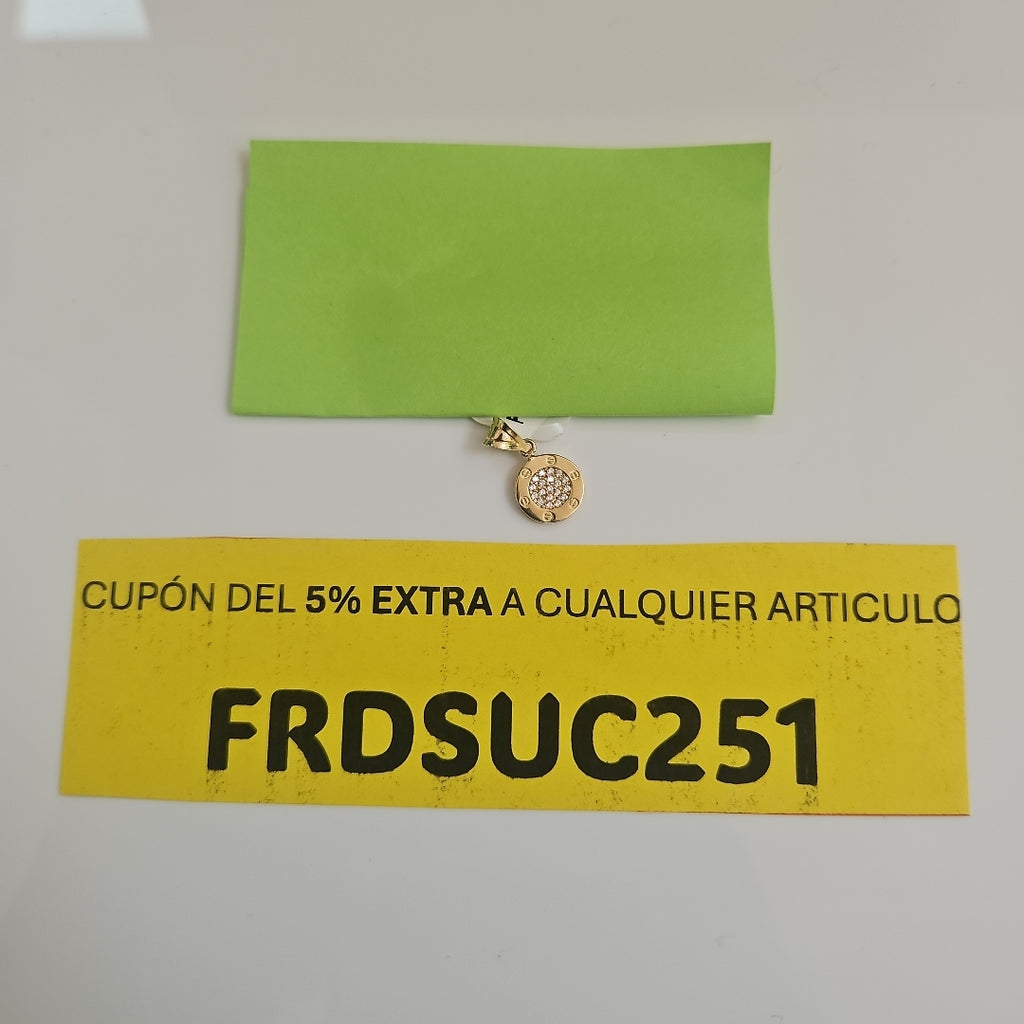 CUPÓN DEL 5% EXTRA A CUALQUIER ARTICULO
FRDSUC251